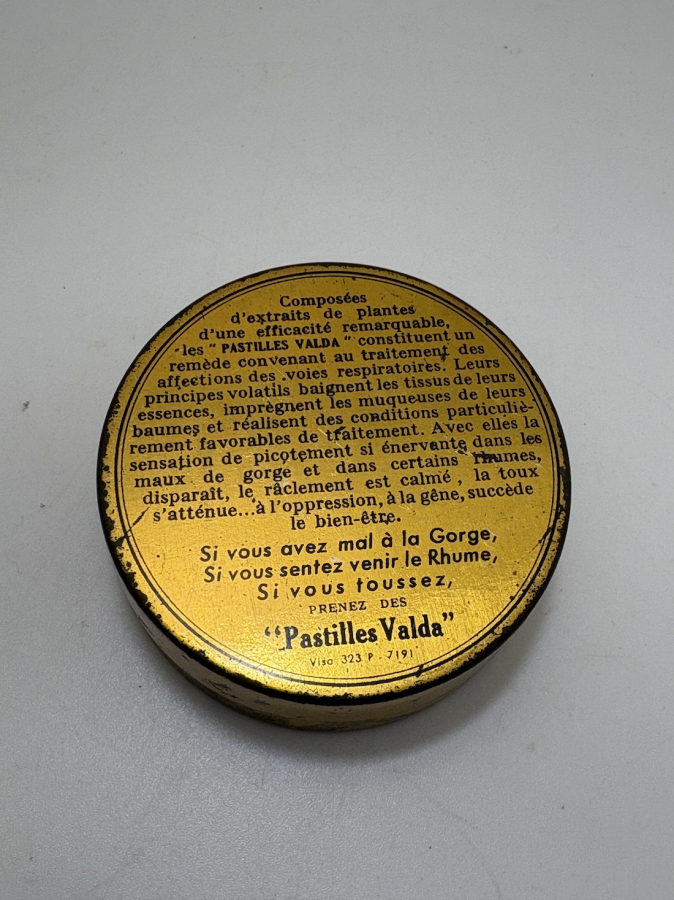 Composées
d'extraits de plantes
d'une efficacité remarquable,
les " PASTILLES VALDA " constituent un
remède convenant au traitement des
affections des voies respiratoires. Leurs
principes volatils baignent les tissus de leurs
essences, imprègnent les muqueuses de leurs
baumes et réalisent des conditions particuliè-
rement favorables de traitement. Avec elles la
sensation de picotement si énervante dans les
maux de gorge et dans certains rhumes,
disparaît, le râclement est calmé, la toux
s'atténue...à l'oppression, à la gêne, succède
le bien-être.
Si vous avez mal à la Gorge,
Si vous sentez venir le Rhume,
Si vous toussez,
PRENEZ DES
“Pastilles Valda”
Visa 323 P - 7191